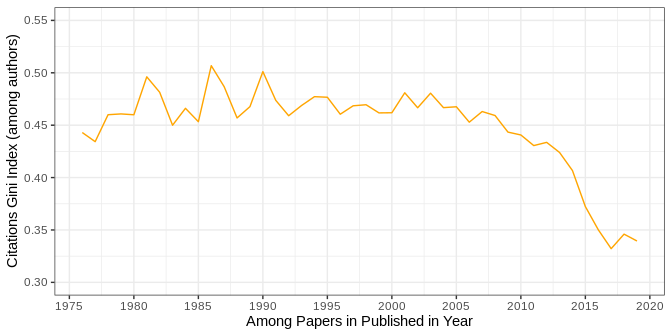 Citations Gini Index (among authors)
0.55
0.50
0.45
0.40
0.35
0.30
1975 1980 1985 1990 1995 2000 2005 2010 2015 2020
Among Papers in Published in Year